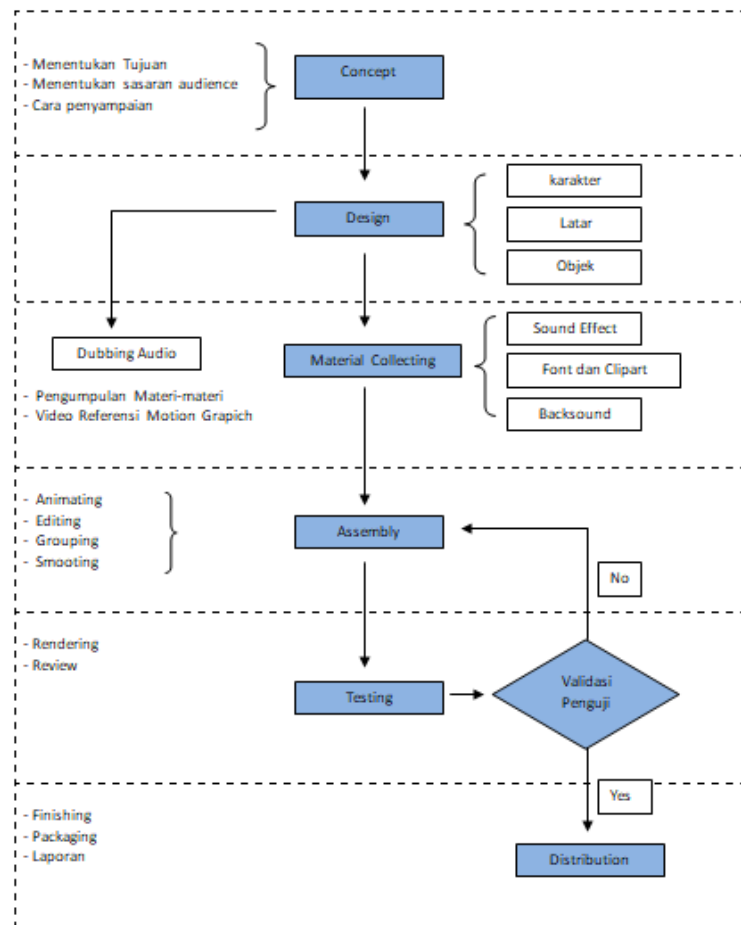 - Menentukan Tujuan
- Menentukan sasaran audience
- Cara penyampaian
Concept
Design
karakter
Latar
Objek
Dubbing Audio
- Pengumpulan Materi-materi
- Video Referensi Motion Grapich
Material Collecting
Sound Effect
Font dan Clipart
Backsound
- Animating
- Editing
- Grouping
- Smooting
Assembly
No
- Rendering
- Review
Testing
Validasi
Penguji
Yes
- Finishing
- Packaging
- Laporan
Distribution